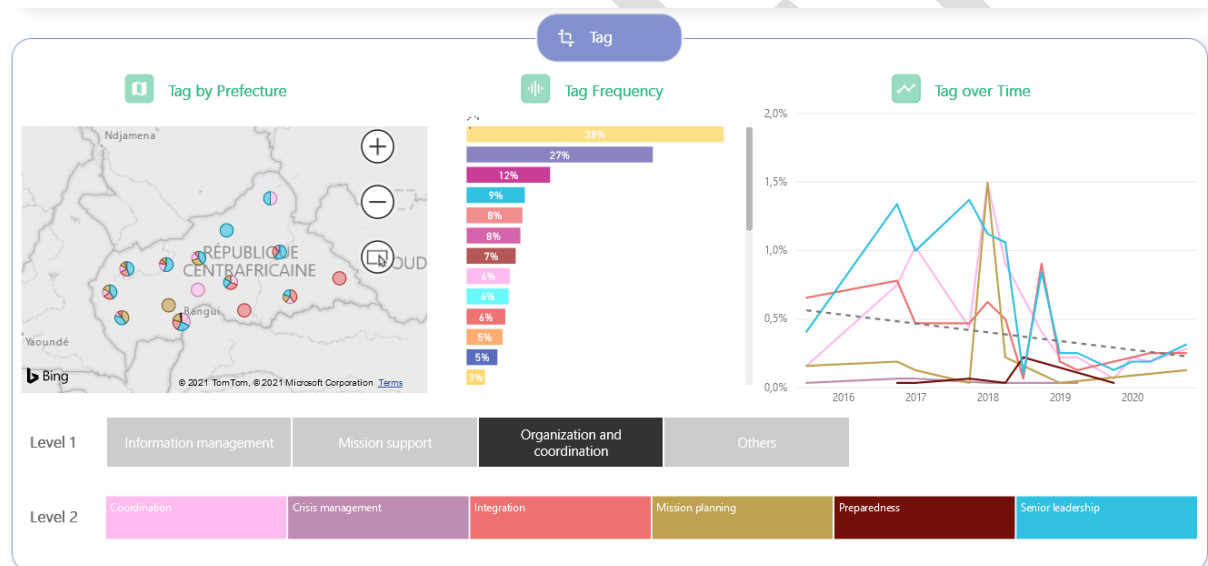 Tag
Tag by Prefecture
Tag Frequency
Tag over Time
Ndjamena
RÉPUBLIQUE
CENTRAFRICAINE
OUD
Bangui
Yaoundé
Bing
© 2021 TomTom, © 2021 Microsoft Corporation Terms
38%
27%
12%
9%
8%
8%
7%
6%
6%
6%
5%
5%
3%
2,0%
1,5%
1,0%
0,5%
0,0%
2016 2017 2018 2019 2020
Level 1
Information management
Mission support
Organization and
coordination
Others
Level 2
Coordination
Crisis management
Integration
Mission planning
Preparedness
Senior leadership